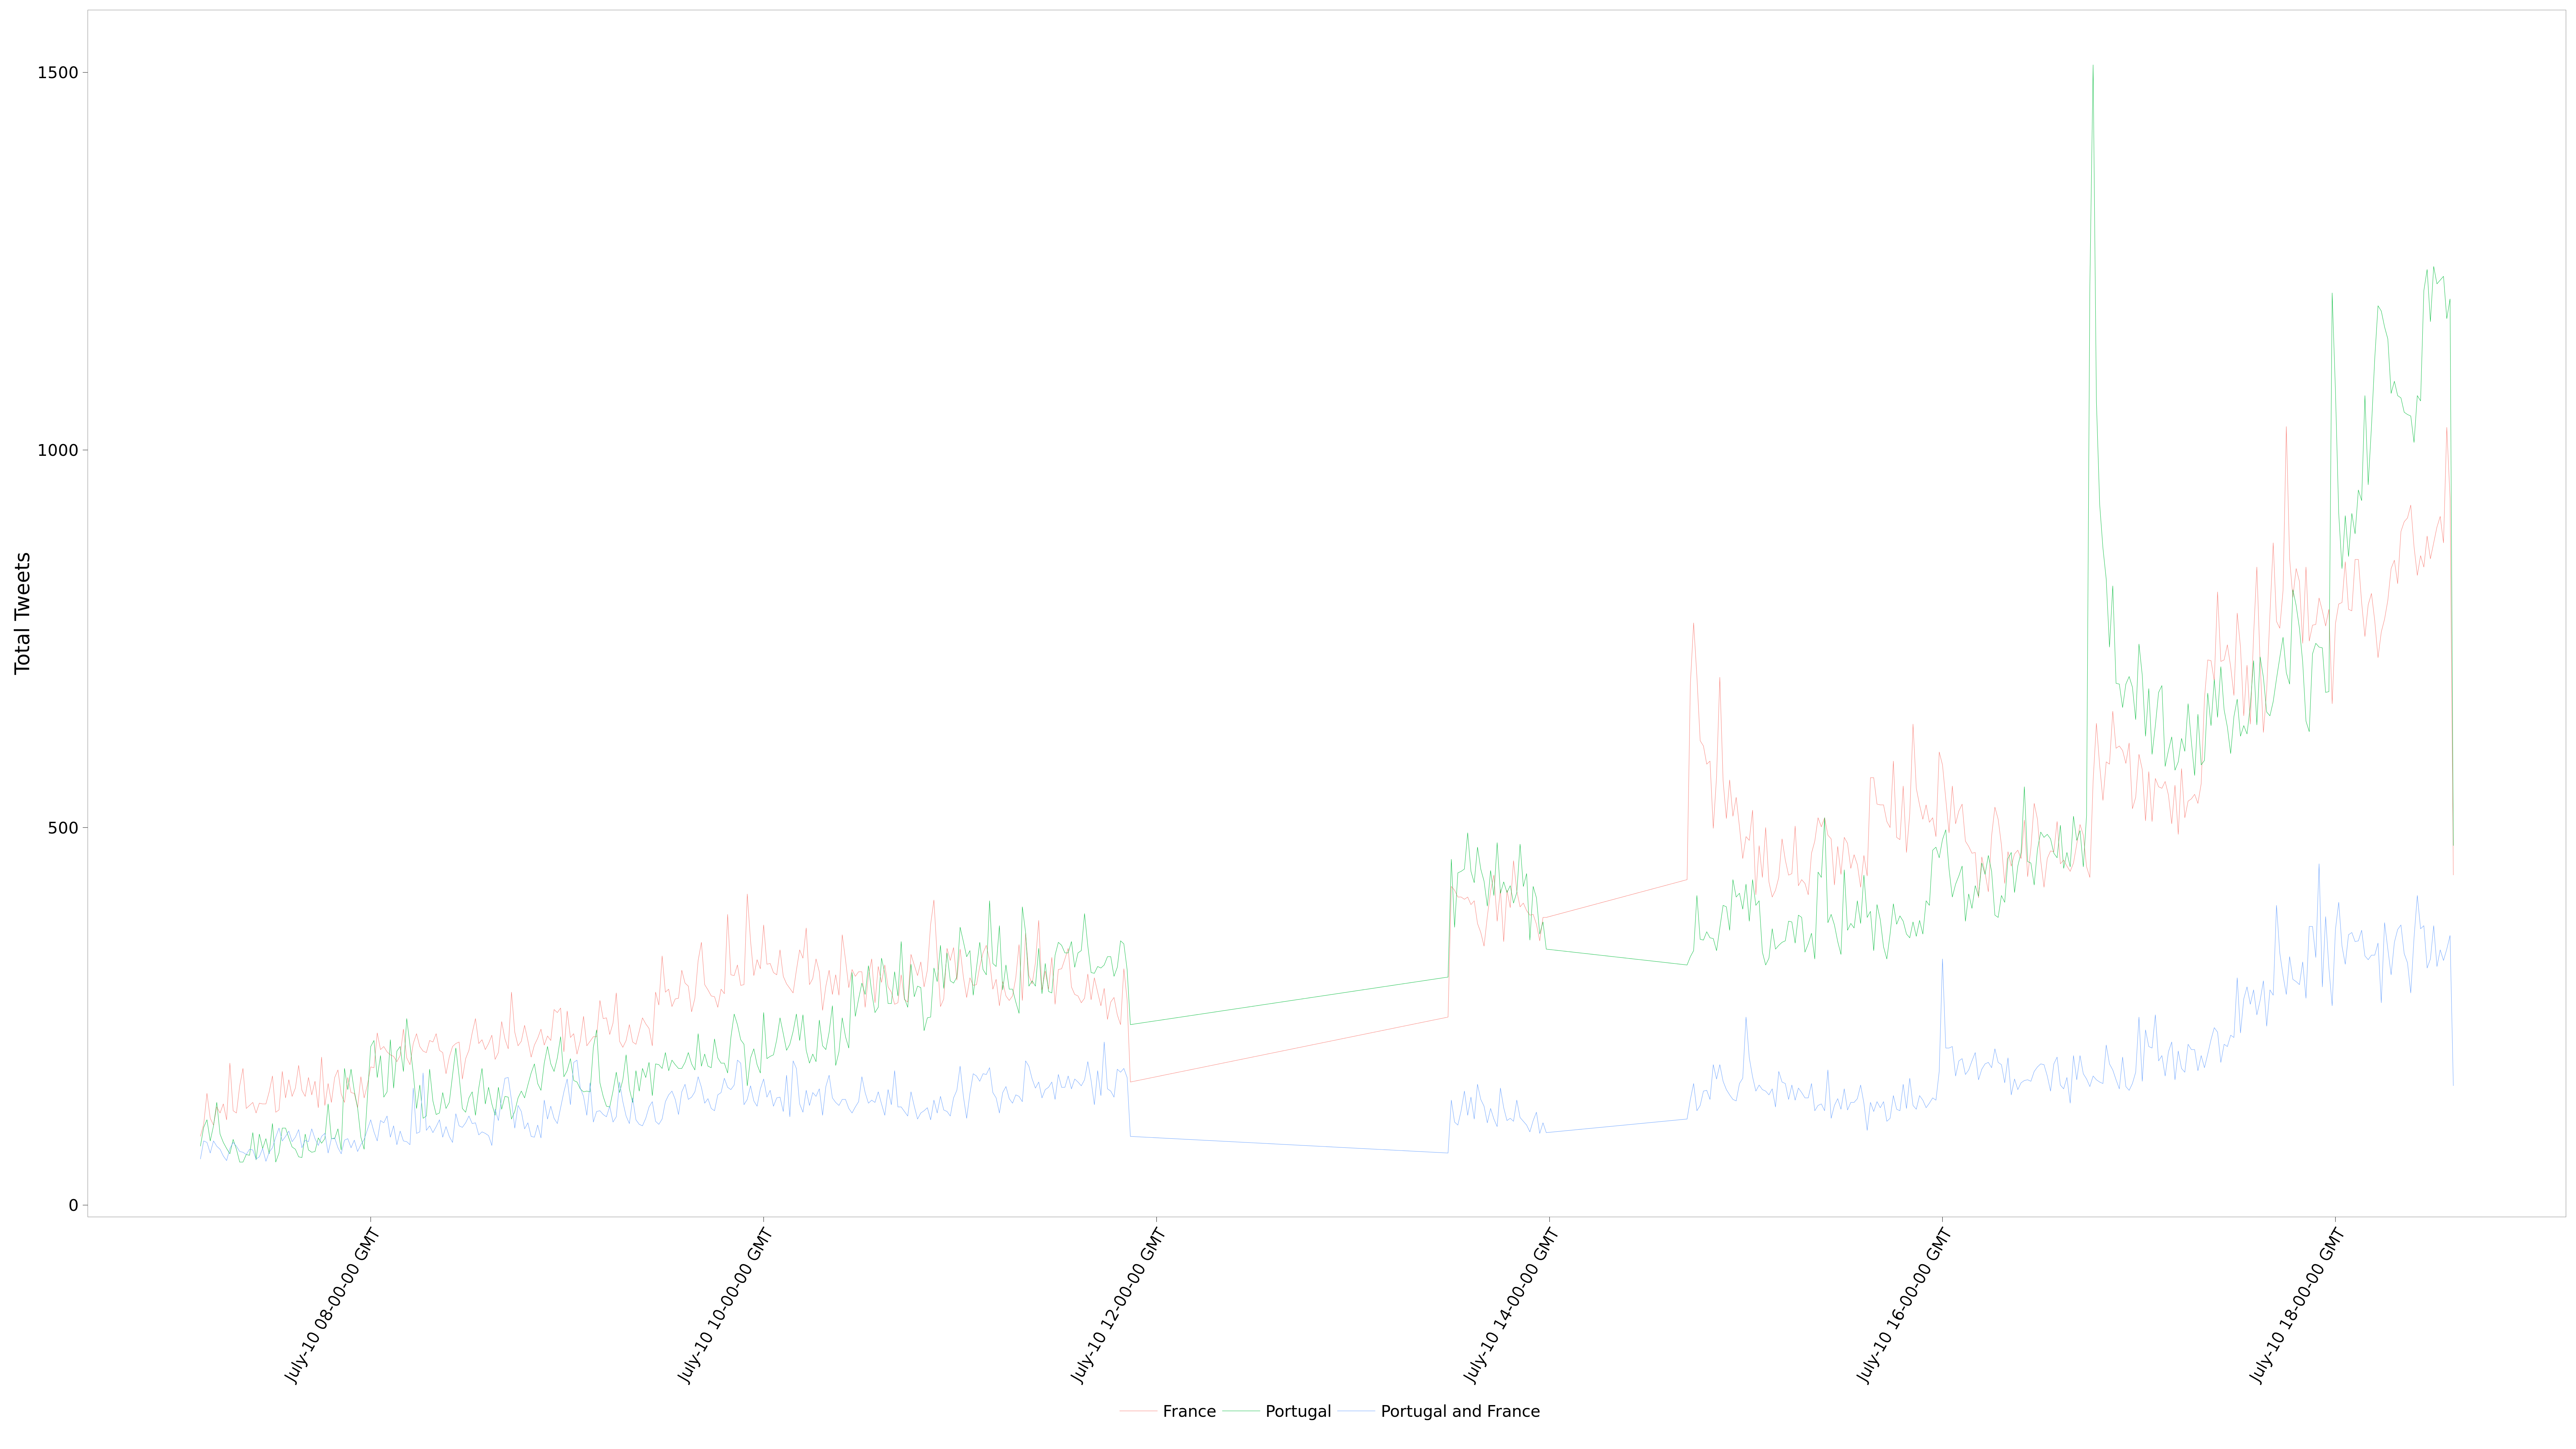 Total Tweets
1500
1000
500
0
July-10 08-00-00 GMT
July-10 10-00-00 GMT
July-10 12-00-00 GMT
July-10 14-00-00 GMT
July-10 16-00-00 GMT
July-10 18-00-00 GMT
France Portugal Portugal and France